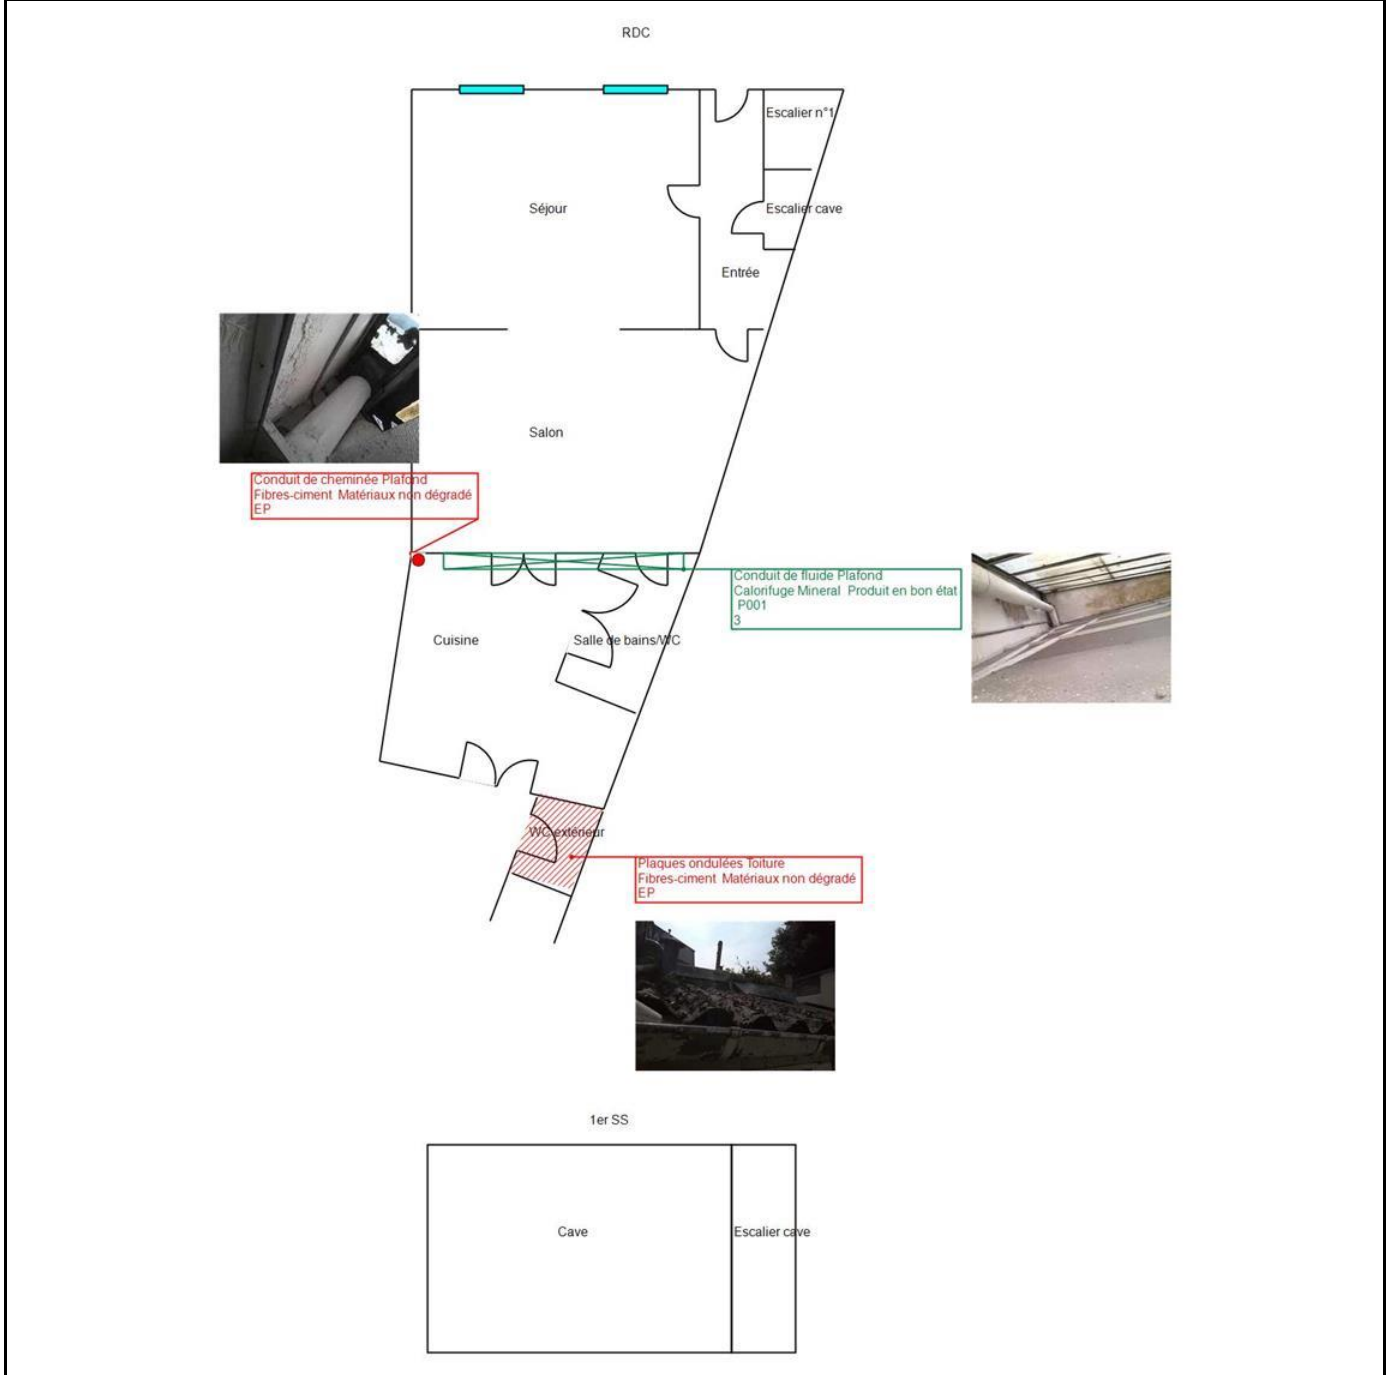 RDC
Escalier n°1
Séjour
Escalier cave
Entrée
Salon
Conduit de cheminée Plafond
Fibres-ciment Matériaux non dégradé
EP
Conduit de fluide Plafond
Calorifuge Mineral Produit en bon état
P001
3
Cuisine
Salle de bains/WC
WC extérieur
Plaques ondulées Toiture
Fibres-ciment Matériaux non dégradé
EP
1er SS
Cave
Escalier cave